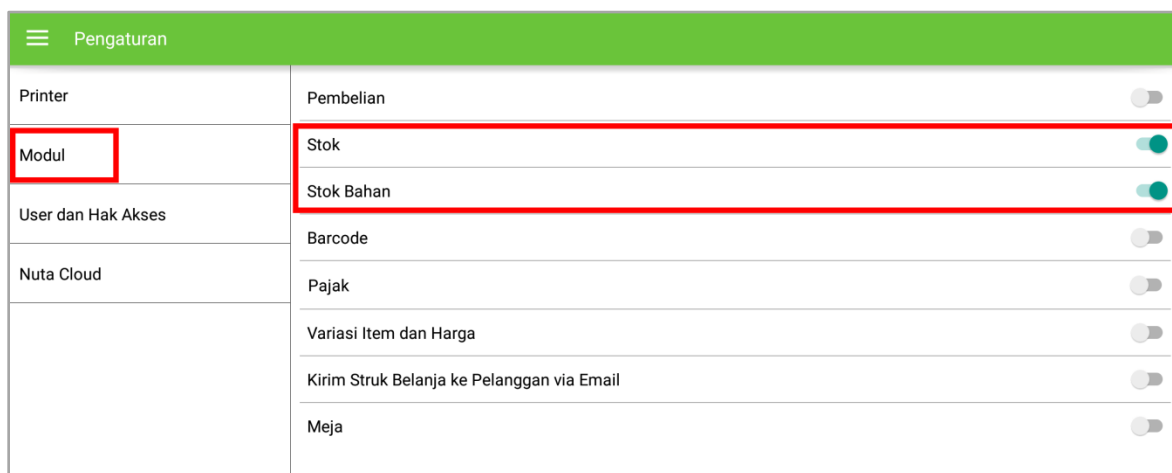 Pengaturan
Printer
Modul
User dan Hak Akses
Nuta Cloud
Pembelian
Stok
Stok Bahan
Barcode
Pajak
Variasi Item dan Harga
Kirim Struk Belanja ke Pelanggan via Email
Meja